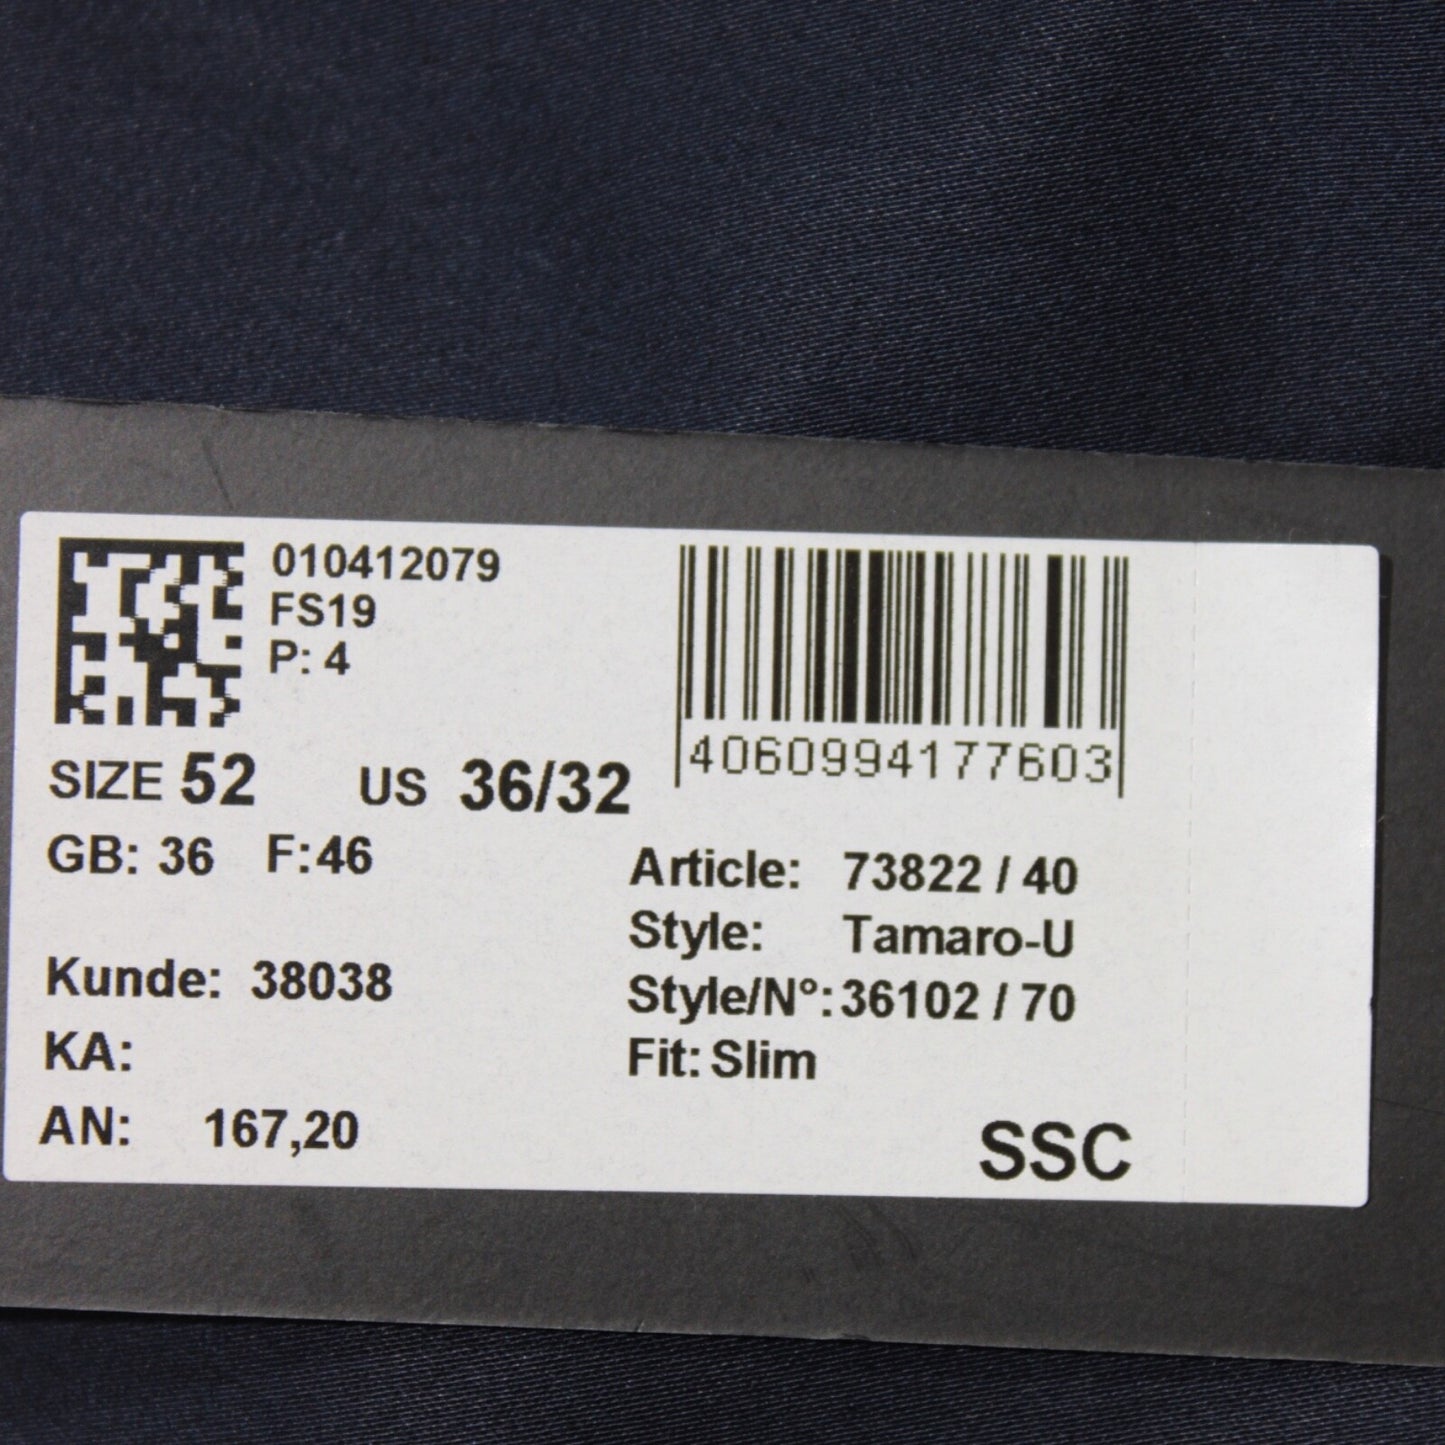 010412079
FS19
P: 4
4060994177603
SIZE 52 US 36/32
GB: 36 F:46
Article: 73822 / 40
Style: Tamaro-U
Kunde: 38038
Style/N°:36102 / 70
KA:
Fit: Slim
AN: 167,20
SSC